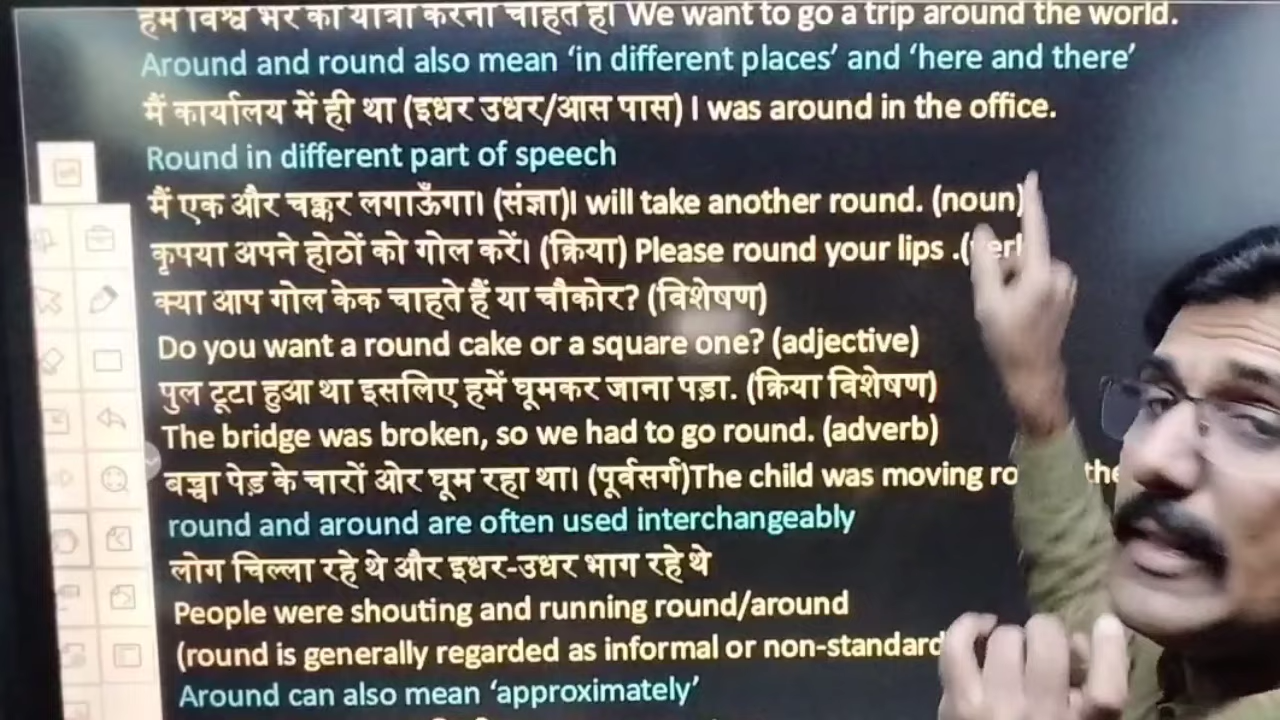 हम विश्व भर की यात्रा करना चाहते हैं। We want to go a trip around the world.
Around and round also mean ‘in different places’ and ‘here and there’
मैं कार्यालय में ही था (इधर उधर/आस पास) I was around in the office.
Round in different part of speech
मैं एक और चक्कर लगाऊँगा। (संज्ञा)I will take another round. (noun)
कृपया अपने होठों को गोल करें। (क्रिया) Please round your lips .(
क्या आप गोल केक चाहते हैं या चौकोर? (विशेषण)
Do you want a round cake or a square one? (adjective)
पुल टूटा हुआ था इसलिए हमें घूमकर जाना पड़ा. (क्रिया विशेषण)
The bridge was broken, so we had to go round. (adverb)
बच्चा पेड़ के चारों ओर घूम रहा था। (पूर्वसर्ग)The child was moving ro the
round and around are often used interchangeably
लोग चिल्ला रहे थे और इधर-उधर भाग रहे थे
People were shouting and running round/around
(round is generally regarded as informal or non-standard
Around can also mean ‘approximately’